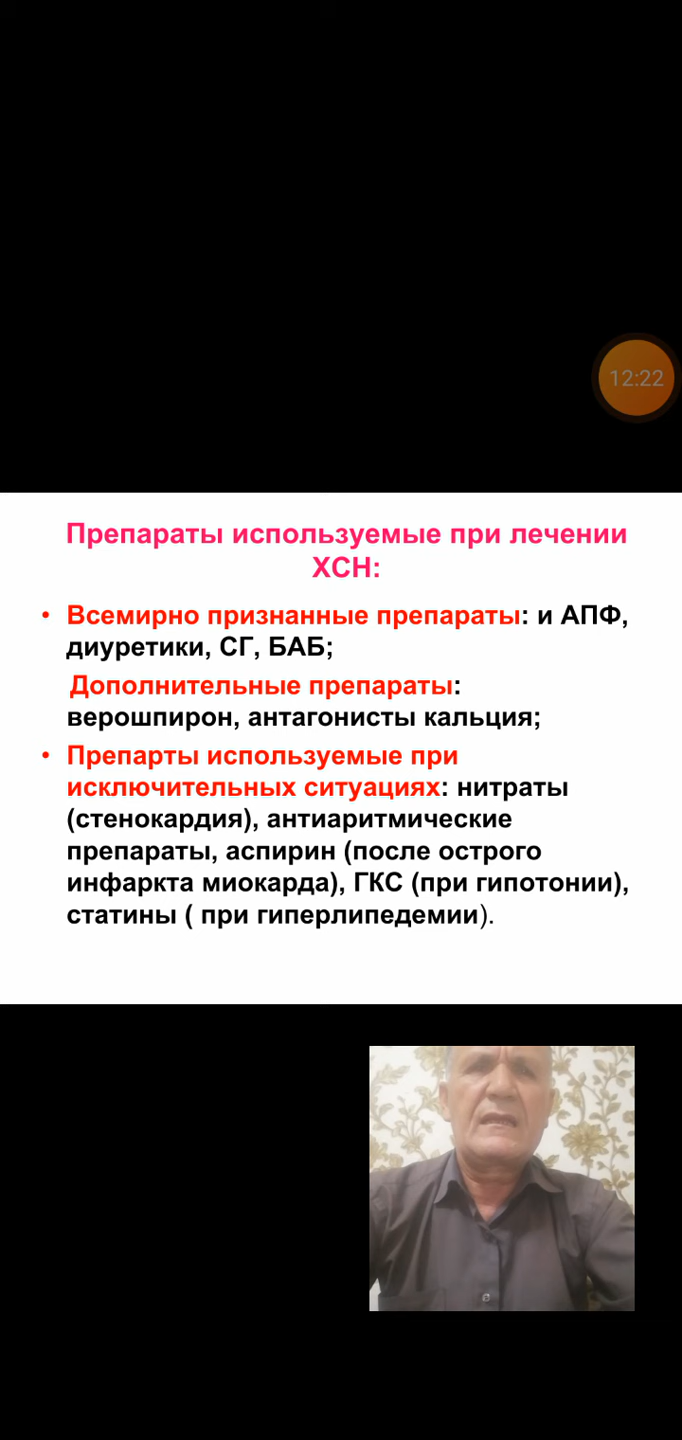 12:22
Препараты используемые при лечении
ХСН:
• Всемирно признанные препараты: и АПФ,
диуретики, СГ, БАБ;
Дополнительные препараты:
верошпирон, антагонисты кальция;
• Препарты используемые при
исключительных ситуациях: нитраты
(стенокардия), антиаритмические
препараты, аспирин (после острого
инфаркта миокарда), ГКС (при гипотонии),
статины ( при гиперлипедемии).